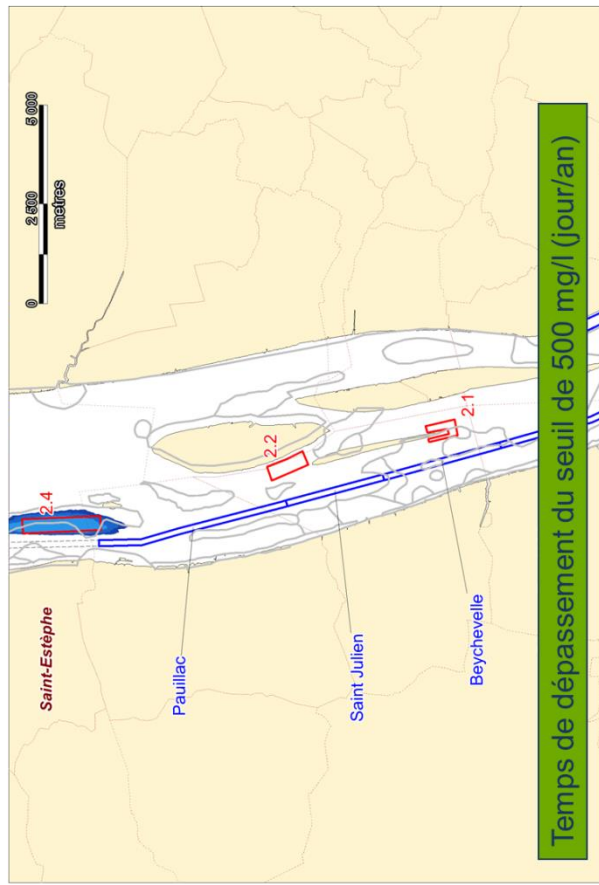 0
2 500
5 000
metres
Saint-Estèphe
2.4
2.2
2.1
Pauillac
Saint Julien
Beychevelle
Temps de dépassement du seuil de 500 mg/l (jour/an)